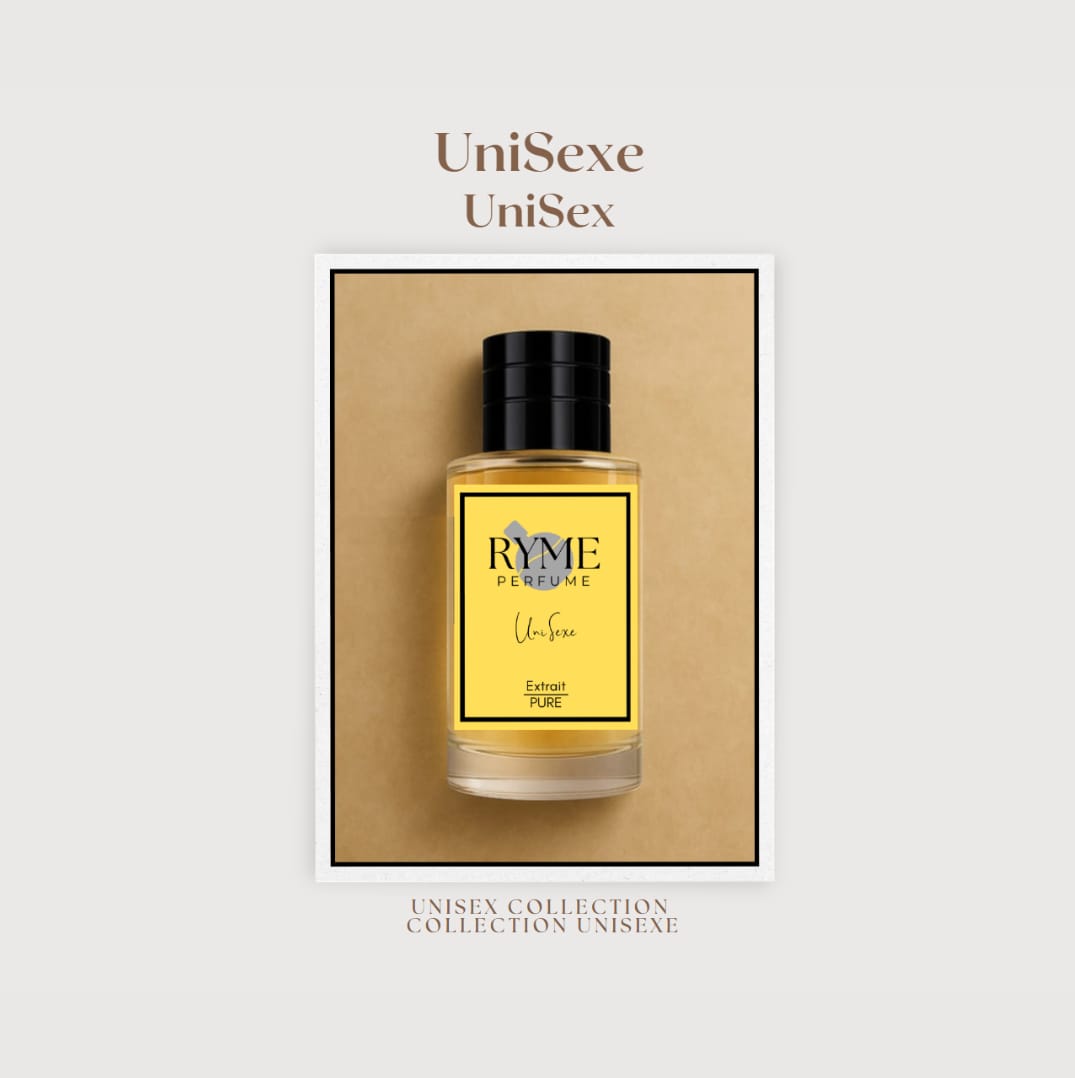 UniSexe
UniSex
RYME
PERFUME
UniSexe
Extrait
PURE
UNISEX COLLECTION
COLLECTION UNISEXE